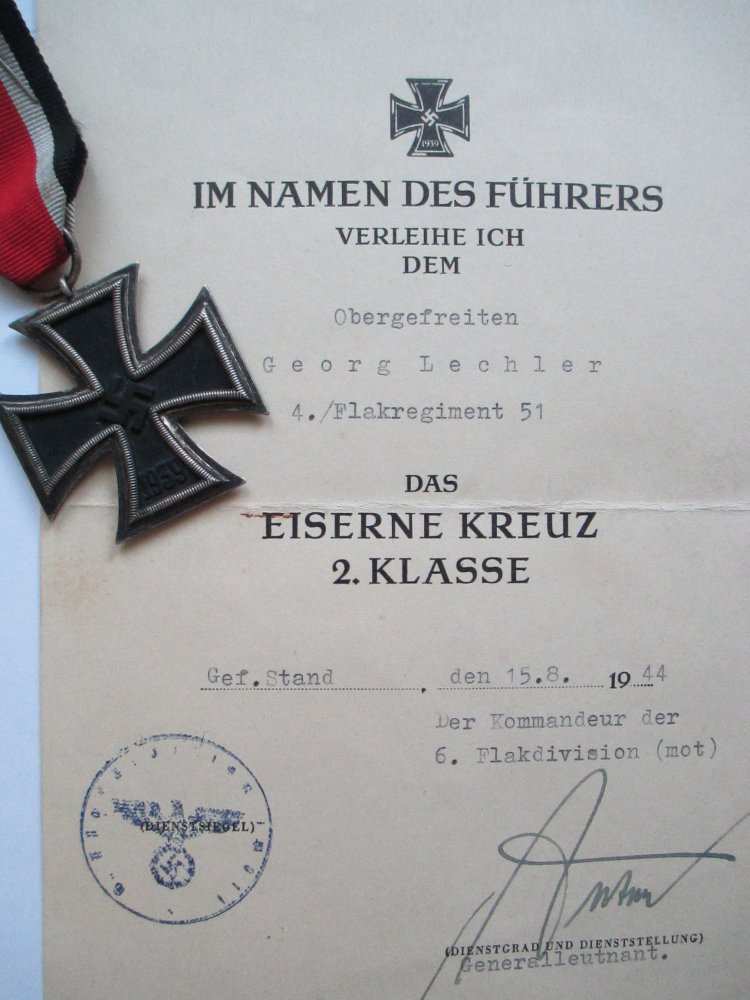 1939
IM NAMEN DES FÜHRERS
VERLEIHE ICH
DEM
Obergefreiten
Georg Lechler
4./Flakregiment 51
1939
DAS
EISERNE KREUZ
2. KLASSE
Gef.Stand, den 15.8. 1944
Der Kommandeur der
6. Flakdivision (mot)
(DIENSTSIEGEL)
(DIENSTGRAD UND DIENSTSTELLUNG)
Generalleutnant.